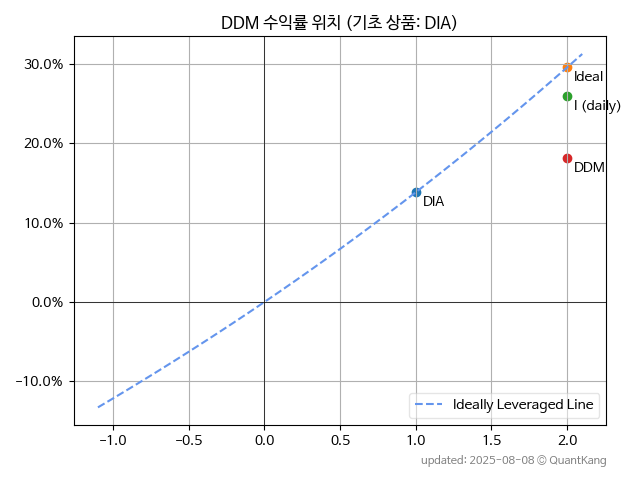 DDM 수익률 위치 (기초 상품: DIA)
30.0%
20.0%
10.0%
0.0%
−10.0%
Ideal
I (daily)
DDM
DIA
Ideally Leveraged Line
−1.0 −0.5 0.0 0.5 1.0 1.5 2.0
updated: 2025-08-08 © QuantKang